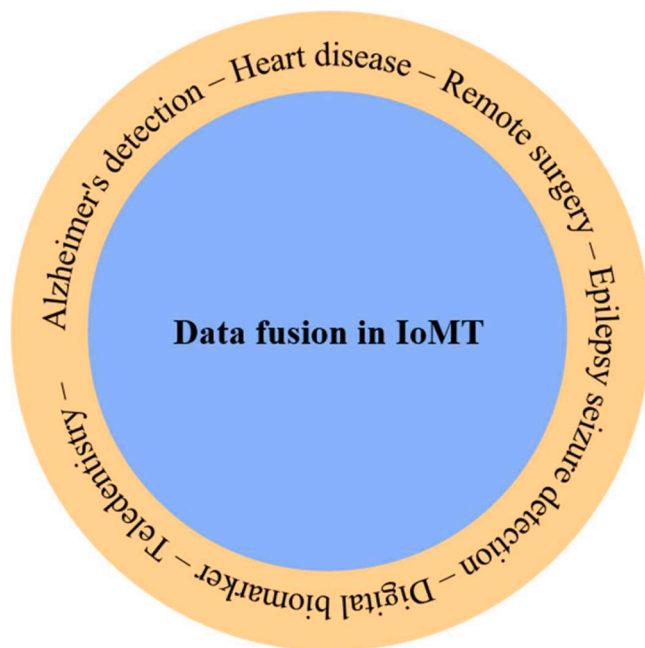 Alzheimer's detection – Heart disease – Remote surgery – Epilepsy seizure detection – Digital biomarker – Teledentistry –
Data fusion in IoMT